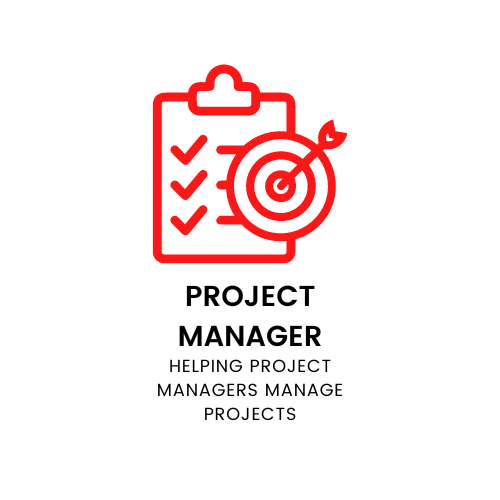 PROJECT
MANAGER
HELPING PROJECT
MANAGERS MANAGE
PROJECTS